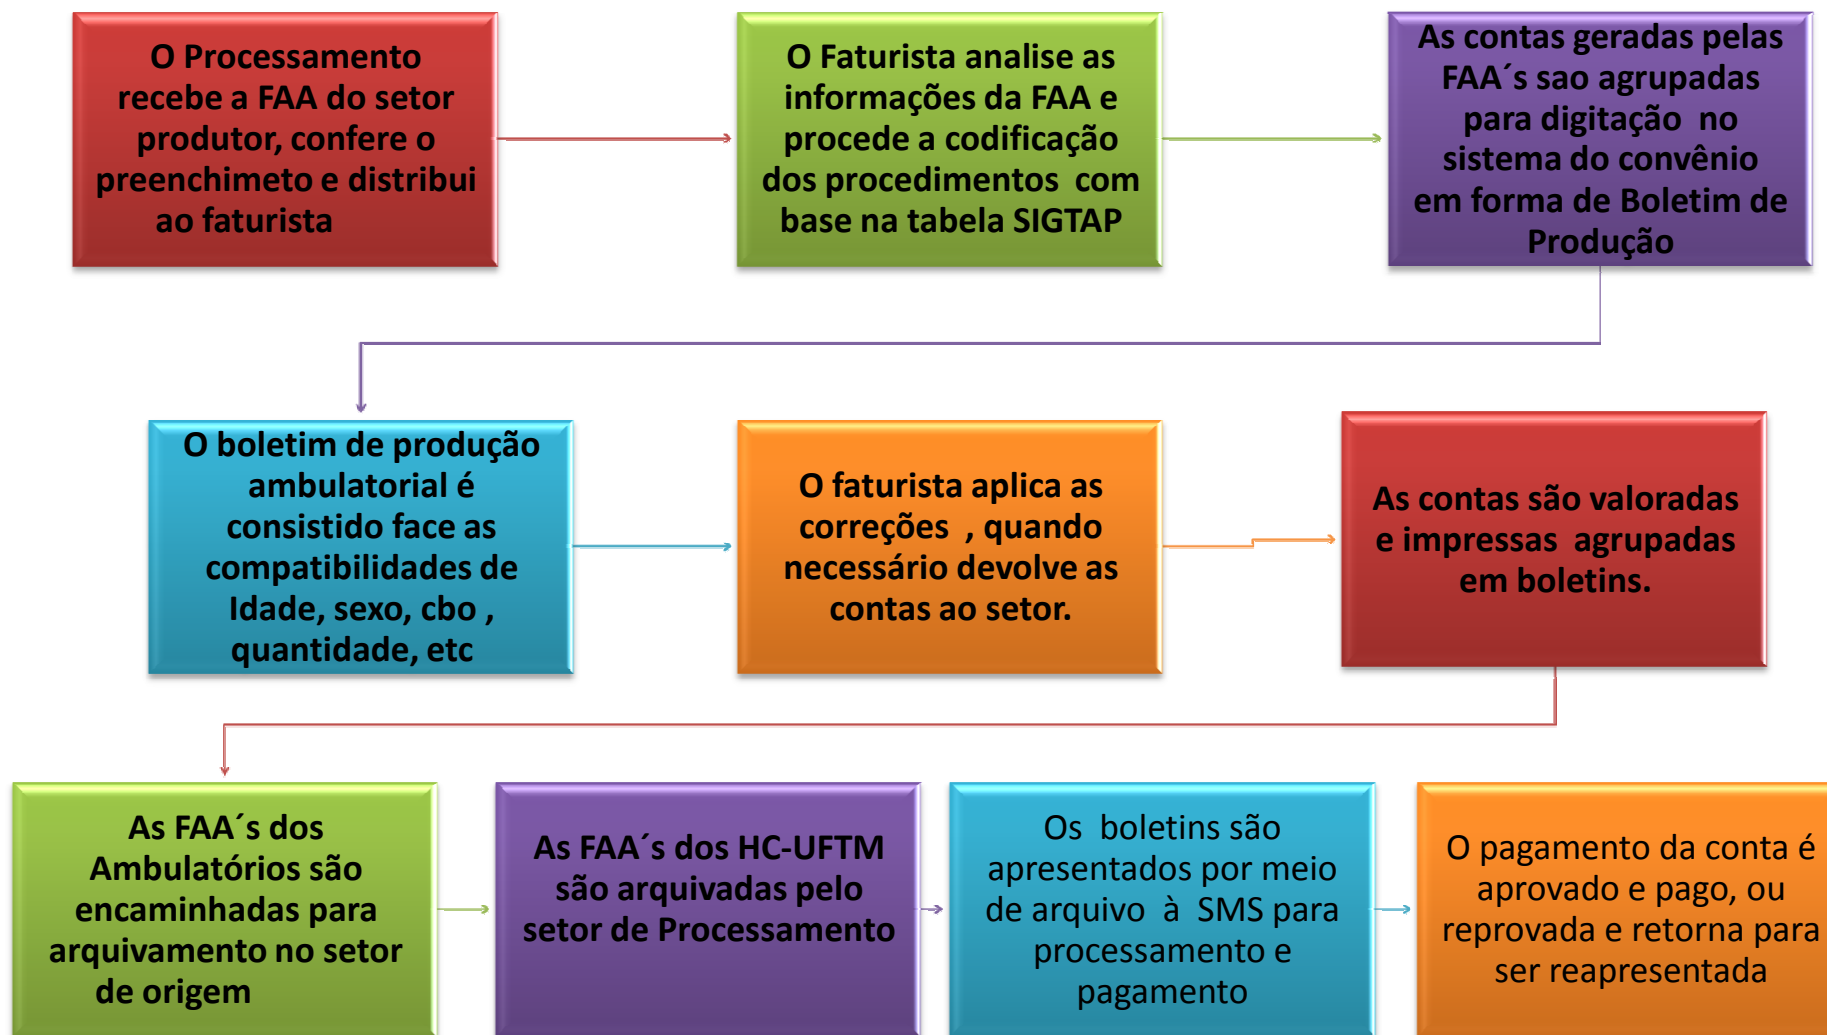 O Processamento
recebe a FAA do setor
produtor, confere o
preenchimeto e distribui
ao faturista
O Faturista analise as
informações da FAA e
procede a codificação
dos procedimentos com
base na tabela SIGTAP
As contas geradas pelas
FAA´s sao agrupadas
para digitação no
sistema do convênio
em forma de Boletim de
Produção
O boletim de produção
ambulatorial é
consistido face as
compatibilidades de
Idade, sexo, cbo ,
quantidade, etc
O faturista aplica as
correções , quando
necessário devolve as
contas ao setor.
As contas são valoradas
e impressas agrupadas
em boletins.
As FAA´s dos
Ambulatórios são
encaminhadas para
arquivamento no setor
de origem
As FAA´s dos HC-UFTM
são arquivadas pelo
setor de Processamento
Os boletins são
apresentados por meio
de arquivo à SMS para
processamento e
pagamento
O pagamento da conta é
aprovado e pago, ou
reprovada e retorna para
ser reapresentada